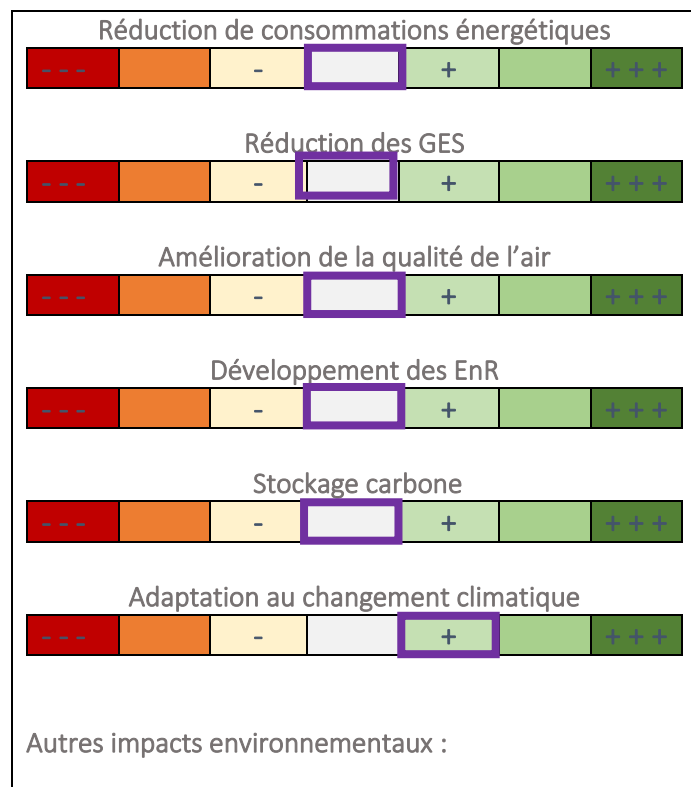 Réduction de consommations énergétiques
- - - - + + + +
Réduction des GES
- - - - + + + +
Amélioration de la qualité de l’air
- - - - + + + +
Développement des EnR
- - - - + + + +
Stockage carbone
- - - - + + + +
Adaptation au changement climatique
- - - - + + + +
Autres impacts environnementaux :